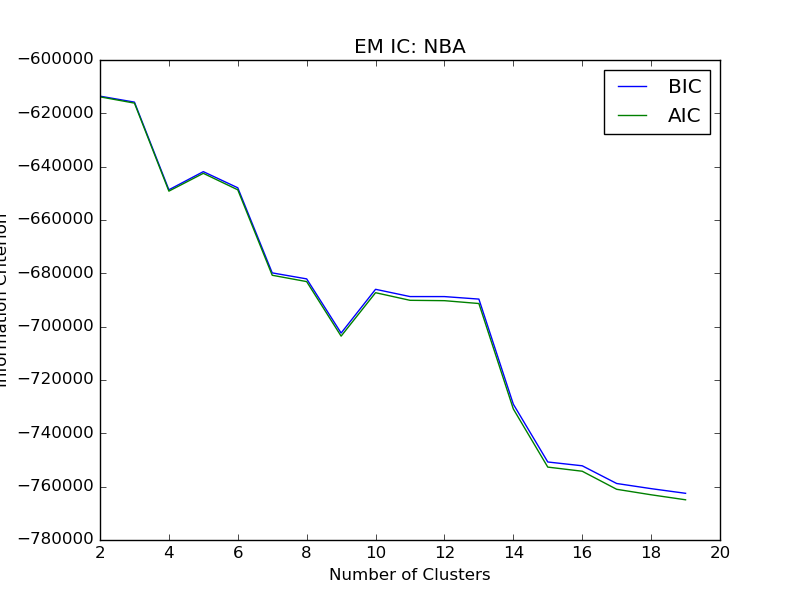 EM IC: NBA
BIC
AIC
−600000
−620000
−640000
−660000
−680000
−700000
−720000
−740000
−760000
−780000
Information Criterion
2 4 6 8 10 12 14 16 18 20
Number of Clusters